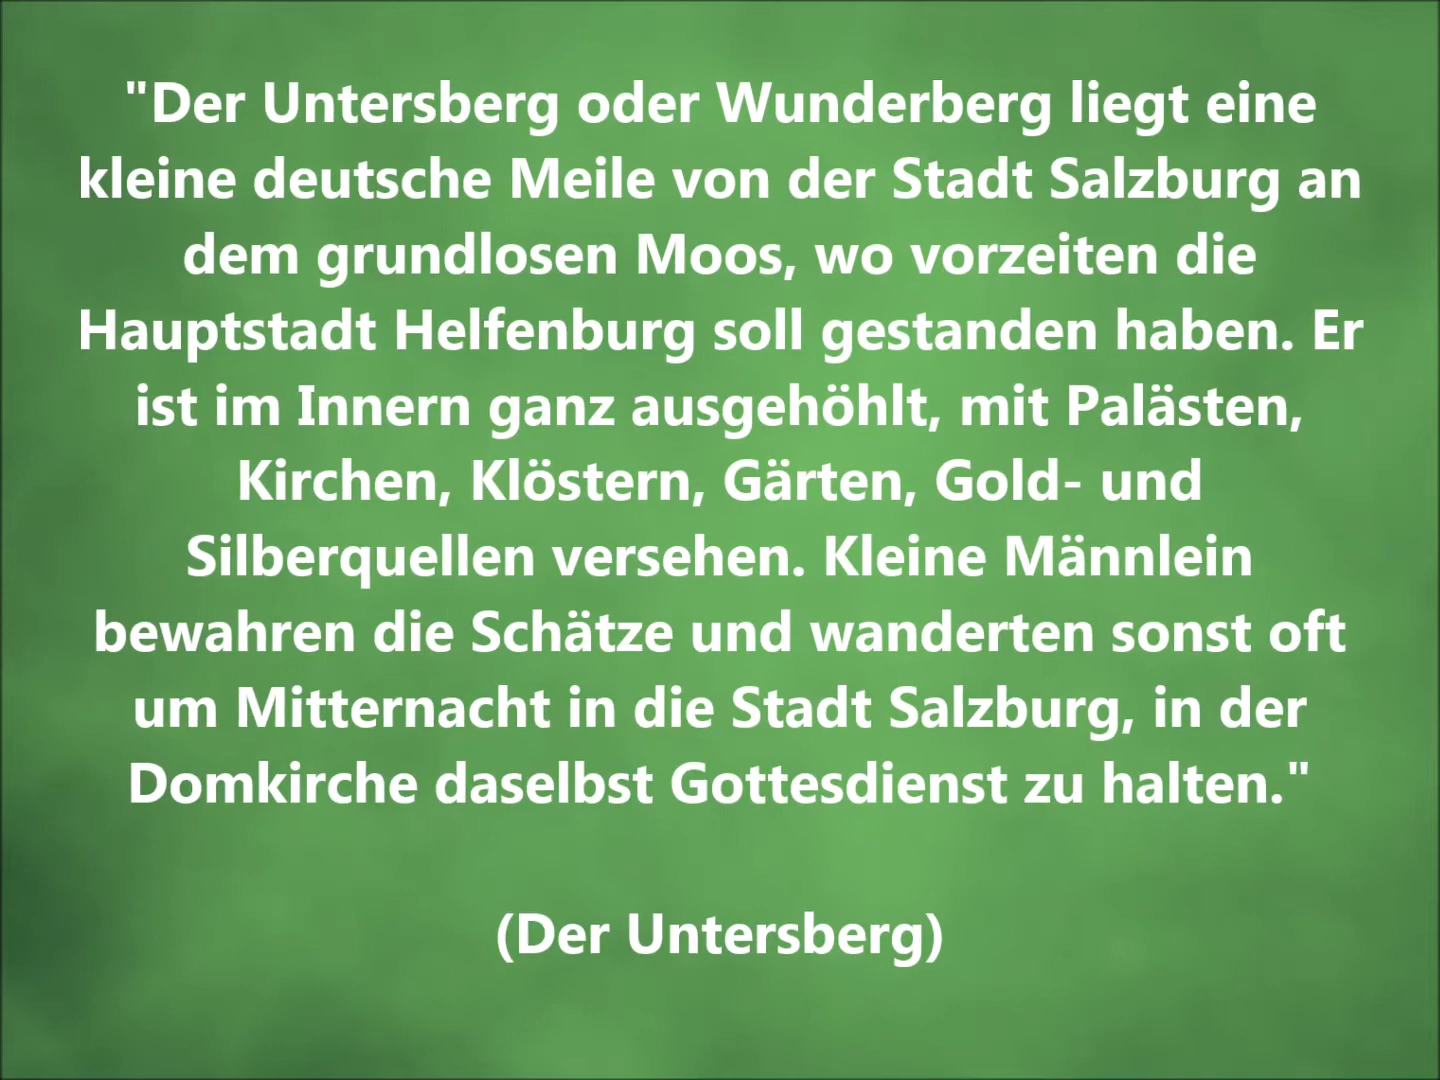 "Der Untersberg oder Wunderberg liegt eine
kleine deutsche Meile von der Stadt Salzburg an
dem grundlosen Moos, wo vorzeiten die
Hauptstadt Helfenburg soll gestanden haben. Er
ist im Innern ganz ausgehöhlt, mit Palästen,
Kirchen, Klöstern, Gärten, Gold- und
Silberquellen versehen. Kleine Männlein
bewahren die Schätze und wanderten sonst oft
um Mitternacht in die Stadt Salzburg, in der
Domkirche daselbst Gottesdienst zu halten."
(Der Untersberg)